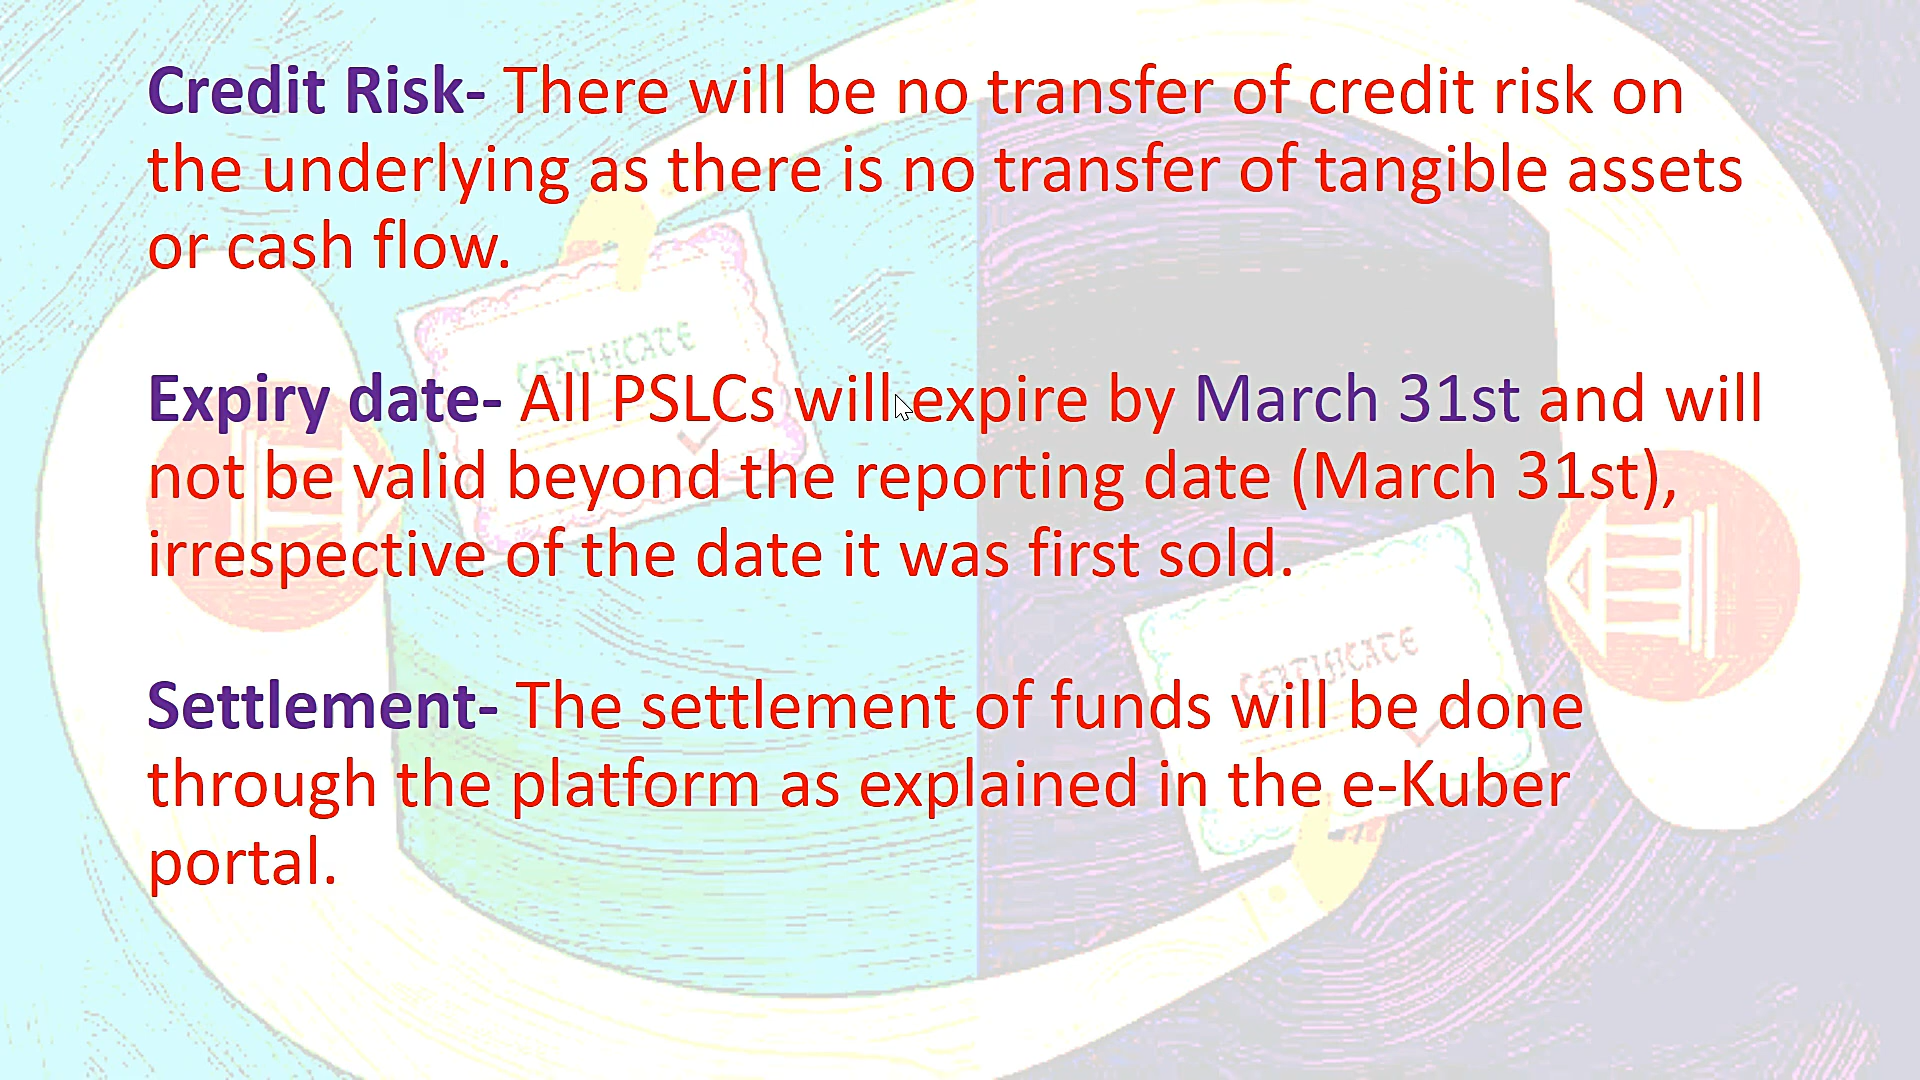 Credit Risk- There will be no transfer of credit risk on
the underlying as there is no transfer of tangible assets
or cash flow.
CERTIFICATE
Expiry date- All PSLCs will expire by March 31st and will
not be valid beyond the reporting date (March 31st),
irrespective of the date it was first sold.
CERTIFICATE
Settlement- The settlement of funds will be done
through the platform as explained in the e-Kuber
portal.